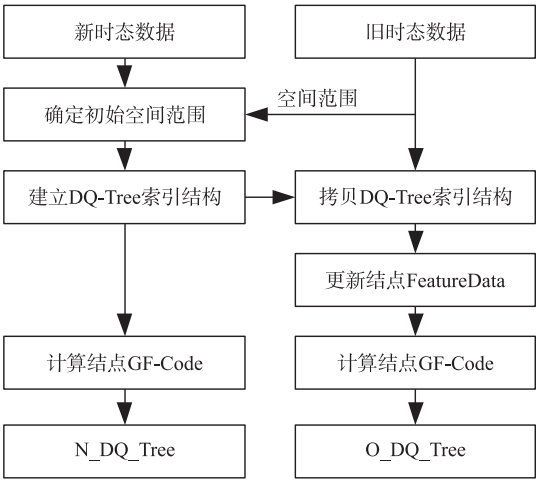 新时态数据
旧时态数据
空间范围
确定初始空间范围
建立DQ-Tree索引结构
拷贝DQ-Tree索引结构
更新结点FeatureData
计算结点GF-Code
计算结点GF-Code
N_DQ_Tree
O_DQ_Tree